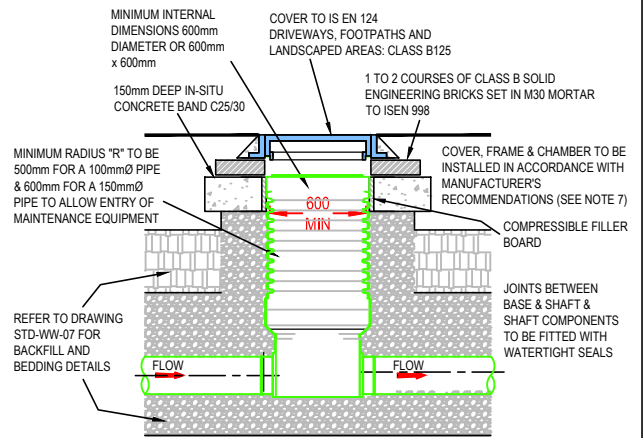 MINIMUM INTERNAL
DIMENSIONS 600mm
DIAMETER OR 600mm
x 600mm
COVER TO IS EN 124
DRIVEWAYS, FOOTPATHS AND
LANDSCAPED AREAS: CLASS B125
150mm DEEP IN-SITU
CONCRETE BAND C25/30
1 TO 2 COURSES OF CLASS B SOLID
ENGINEERING BRICKS SET IN M30 MORTAR
TO ISEN 998
MINIMUM RADIUS "R" TO BE
500mm FOR A 100mmØ PIPE
& 600mm FOR A 150mmØ
PIPE TO ALLOW ENTRY OF
MAINTENANCE EQUIPMENT
COVER, FRAME & CHAMBER TO BE
INSTALLED IN ACCORDANCE WITH
MANUFACTURER'S
RECOMMENDATIONS (SEE NOTE 7)
600
MIN
COMPRESSIBLE FILLER
BOARD
JOINTS BETWEEN
BASE & SHAFT &
SHAFT COMPONENTS
TO BE FITTED WITH
WATERTIGHT SEALS
REFER TO DRAWING
STD-WW-07 FOR
BACKFILL AND
BEDDING DETAILS
FLOW
FLOW